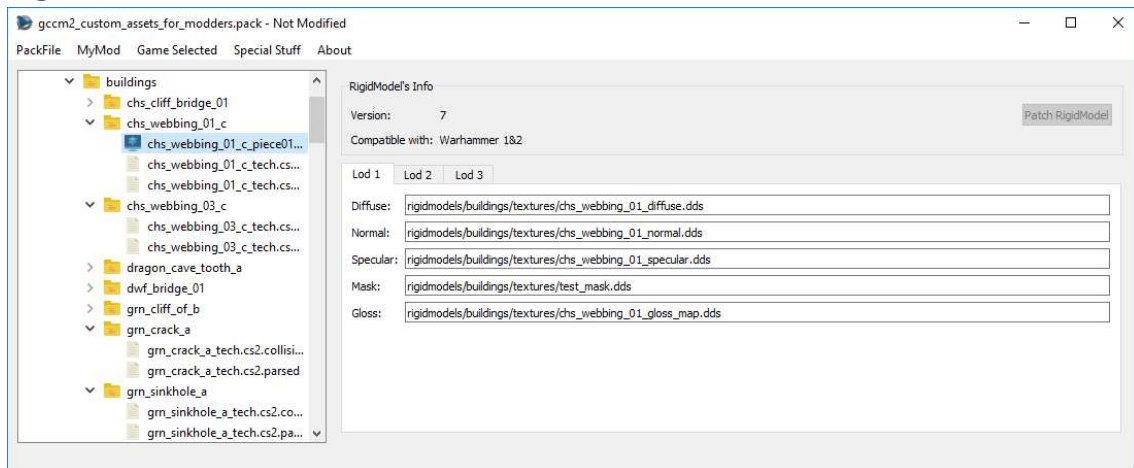 gccm2_custom_assets_for_modders.pack - Not Modified
PackFile MyMod Game Selected Special Stuff About
buildings
chs_cliff_bridge_01
chs_webbing_01_c
chs_webbing_01_c_piece01...
chs_webbing_01_c_tech.cs...
chs_webbing_01_c_tech.cs...
chs_webbing_03_c
chs_webbing_03_c_tech.cs...
chs_webbing_03_c_tech.cs...
dragon_cave_tooth_a
dwf_bridge_01
grn_cliff_of_b
grn_crack_a
grn_crack_a_tech.cs2.collisi...
grn_crack_a_tech.cs2.parsed
grn_sinkhole_a
grn_sinkhole_a_tech.cs2.co...
grn_sinkhole_a_tech.cs2.pa...
RigidModel's Info
Version: 7
Patch RigidModel
Compatible with: Warhammer 1&2
Lod 1 Lod 2 Lod 3
Diffuse: rigidmodels/buildings/textures/chs_webbing_01_diffuse.dds
Normal: rigidmodels/buildings/textures/chs_webbing_01_normal.dds
Specular: rigidmodels/buildings/textures/chs_webbing_01_specular.dds
Mask: rigidmodels/buildings/textures/test_mask.dds
Gloss: rigidmodels/buildings/textures/chs_webbing_01_gloss_map.dds